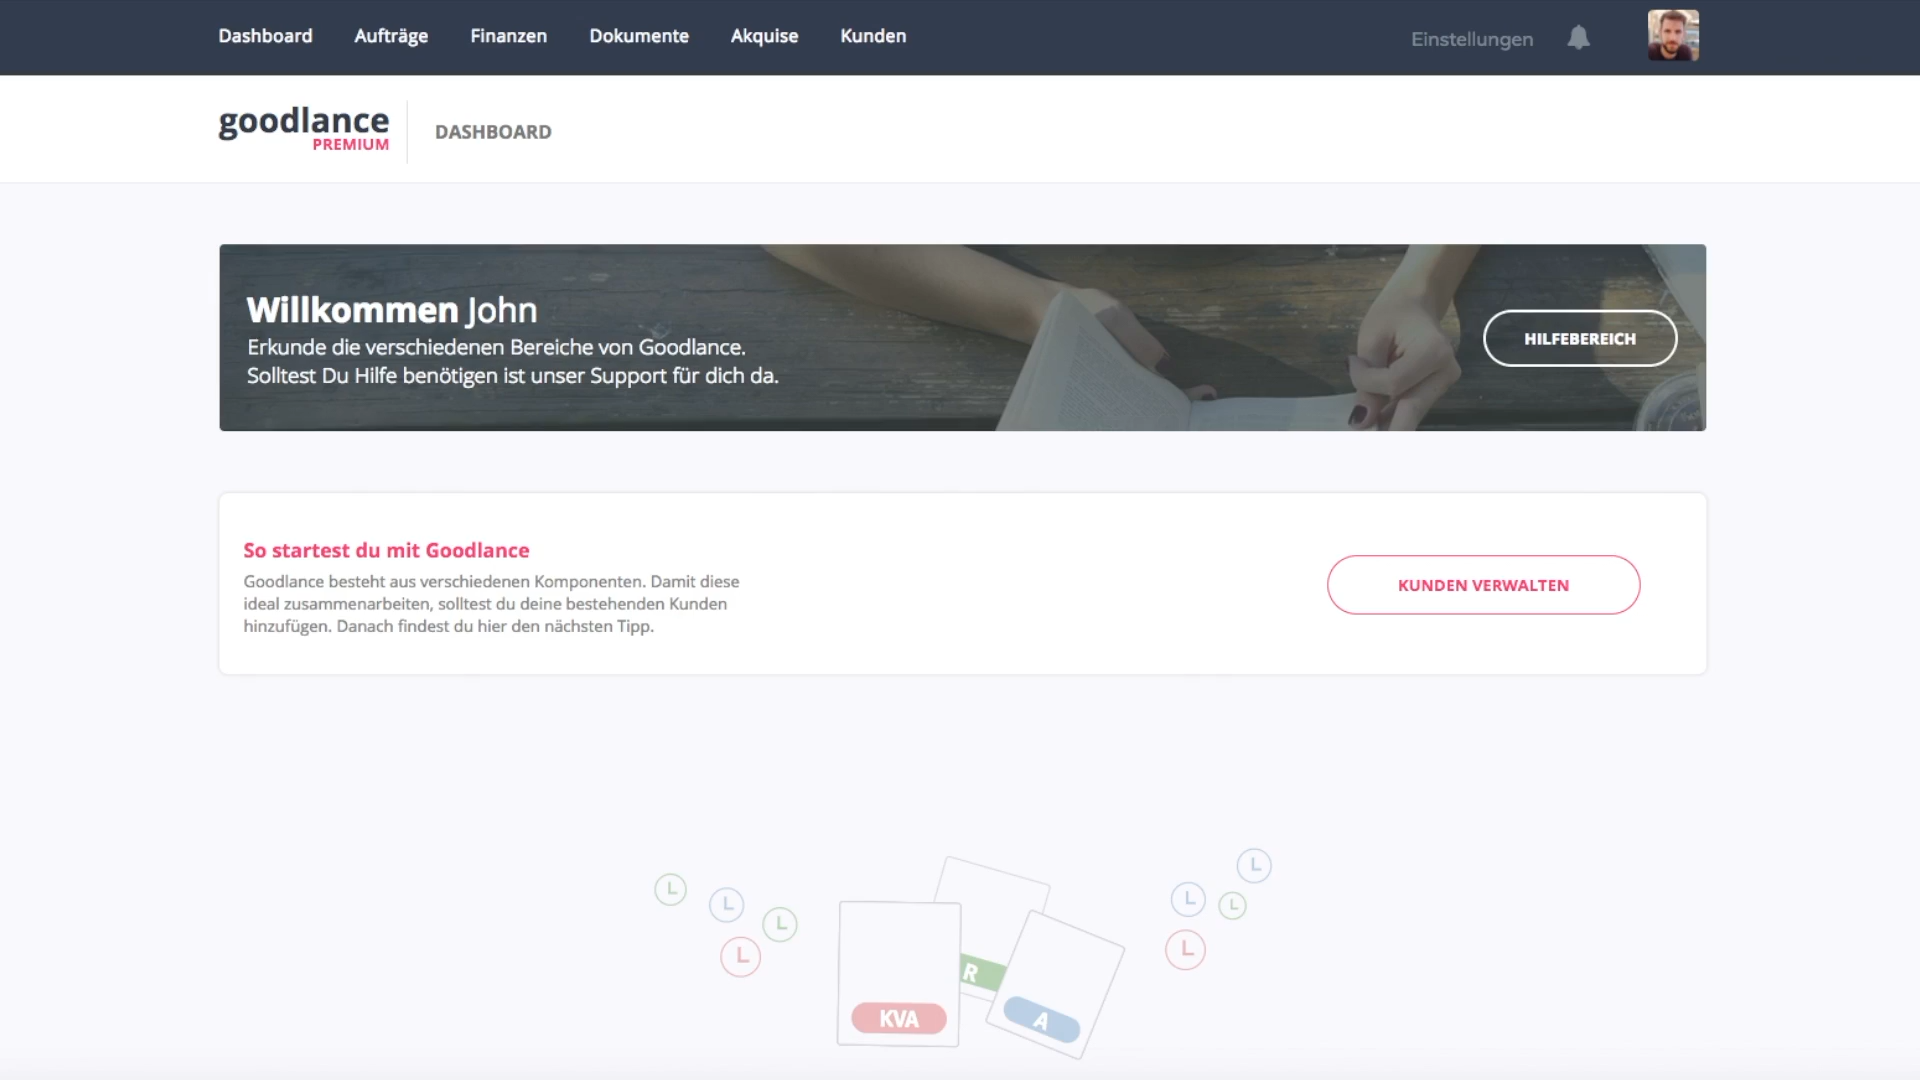 Dashboard Aufträge Finanzen Dokumente Akquise Kunden Einstellungen
goodlance
PREMIUM
DASHBOARD
Willkommen John
Erkunde die verschiedenen Bereiche von Goodlance.
Solltest Du Hilfe benötigen ist unser Support für dich da.
HILFEBEREICH
So startest du mit Goodlance
Goodlance besteht aus verschiedenen Komponenten. Damit diese
ideal zusammenarbeiten, solltest du deine bestehenden Kunden
hinzufügen. Danach findest du hier den nächsten Tipp.
KUNDEN VERWALTEN
R
KVA
A